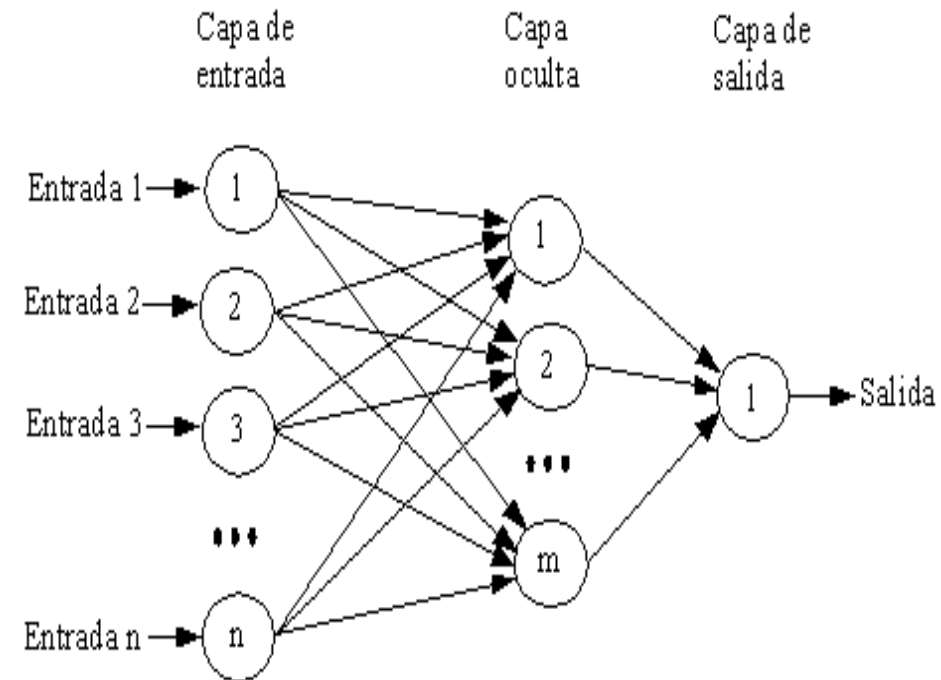 Capa de
entrada
Capa
oculta
Capa de
salida
Entrada 1
1
1
Entrada 2
2
2
Entrada 3
3
1
Salida
...
...
m
Entrada n
n